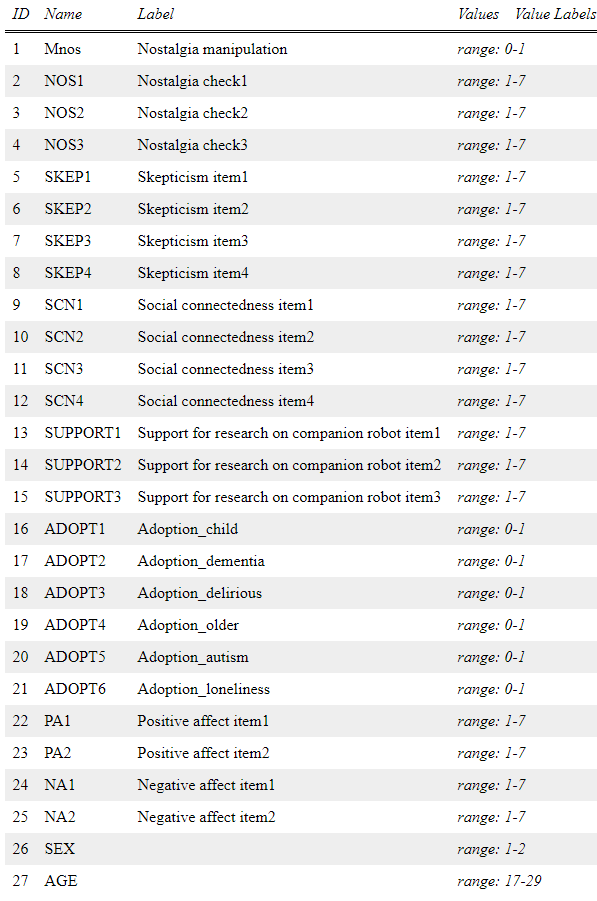 ID Name Label Values Value Labels
1 Mnos Nostalgia manipulation range: 0-1
2 NOS1 Nostalgia check1 range: 1-7
3 NOS2 Nostalgia check2 range: 1-7
4 NOS3 Nostalgia check3 range: 1-7
5 SKEP1 Skepticism item1 range: 1-7
6 SKEP2 Skepticism item2 range: 1-7
7 SKEP3 Skepticism item3 range: 1-7
8 SKEP4 Skepticism item4 range: 1-7
9 SCN1 Social connectedness item1 range: 1-7
10 SCN2 Social connectedness item2 range: 1-7
11 SCN3 Social connectedness item3 range: 1-7
12 SCN4 Social connectedness item4 range: 1-7
13 SUPPORT1 Support for research on companion robot item1 range: 1-7
14 SUPPORT2 Support for research on companion robot item2 range: 1-7
15 SUPPORT3 Support for research on companion robot item3 range: 1-7
16 ADOPT1 Adoption_child range: 0-1
17 ADOPT2 Adoption_dementia range: 0-1
18 ADOPT3 Adoption_delirious range: 0-1
19 ADOPT4 Adoption_older range: 0-1
20 ADOPT5 Adoption_autism range: 0-1
21 ADOPT6 Adoption_loneliness range: 0-1
22 PA1 Positive affect item1 range: 1-7
23 PA2 Positive affect item2 range: 1-7
24 NA1 Negative affect item1 range: 1-7
25 NA2 Negative affect item2 range: 1-7
26 SEX range: 1-2
27 AGE range: 17-29